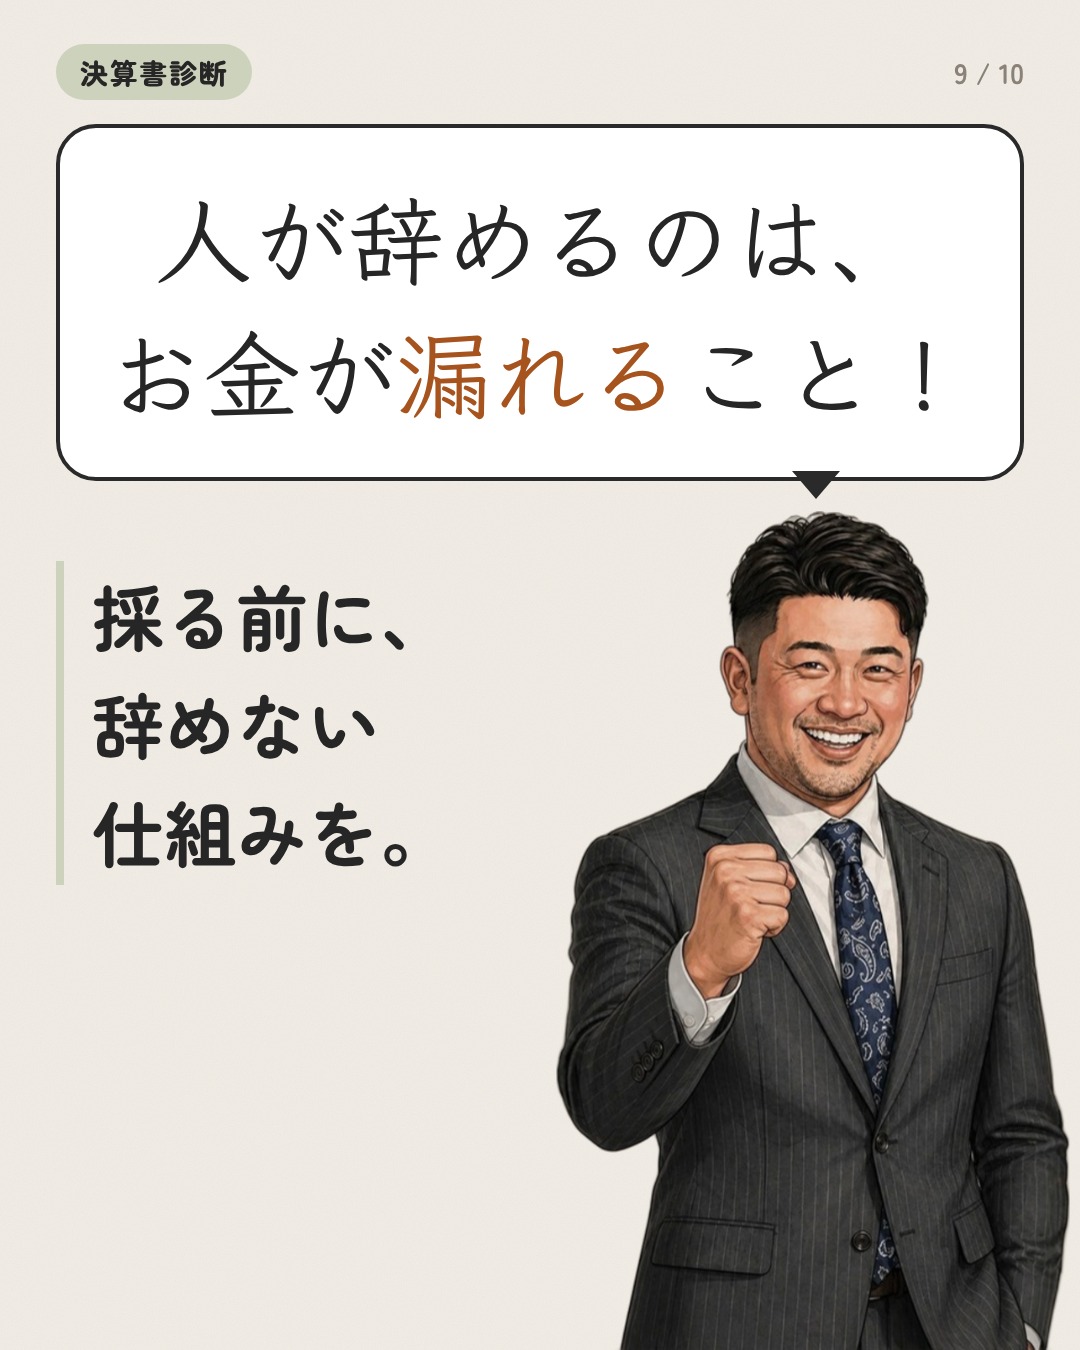 決算書診断
9 / 10
人が辞めるのは、
お金が漏れること！
採る前に、
辞めない
仕組みを。